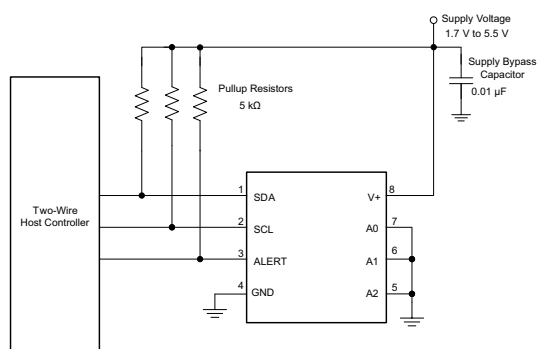 Supply Voltage
1.7 V to 5.5 V
Supply Bypass
Capacitor
0.01 µF
Pullup Resistors
5 kΩ
Two-Wire
Host Controller
1 SDA
2 SCL
3 ALERT
4 GND
V+ 8
A0 7
A1 6
A2 5